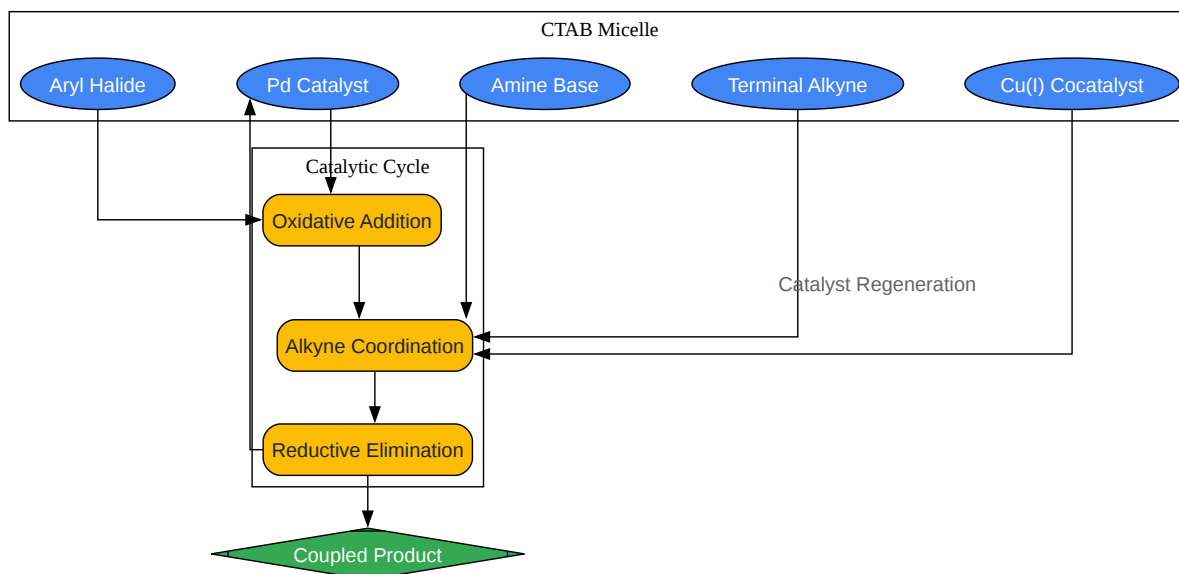 CTAB Micelle
Aryl Halide
Pd Catalyst
Amine Base
Terminal Alkyne
Cu(I) Cocatalyst
Catalytic Cycle
Oxidative Addition
Catalyst Regeneration
Alkyne Coordination
Reductive Elimination
Coupled Product